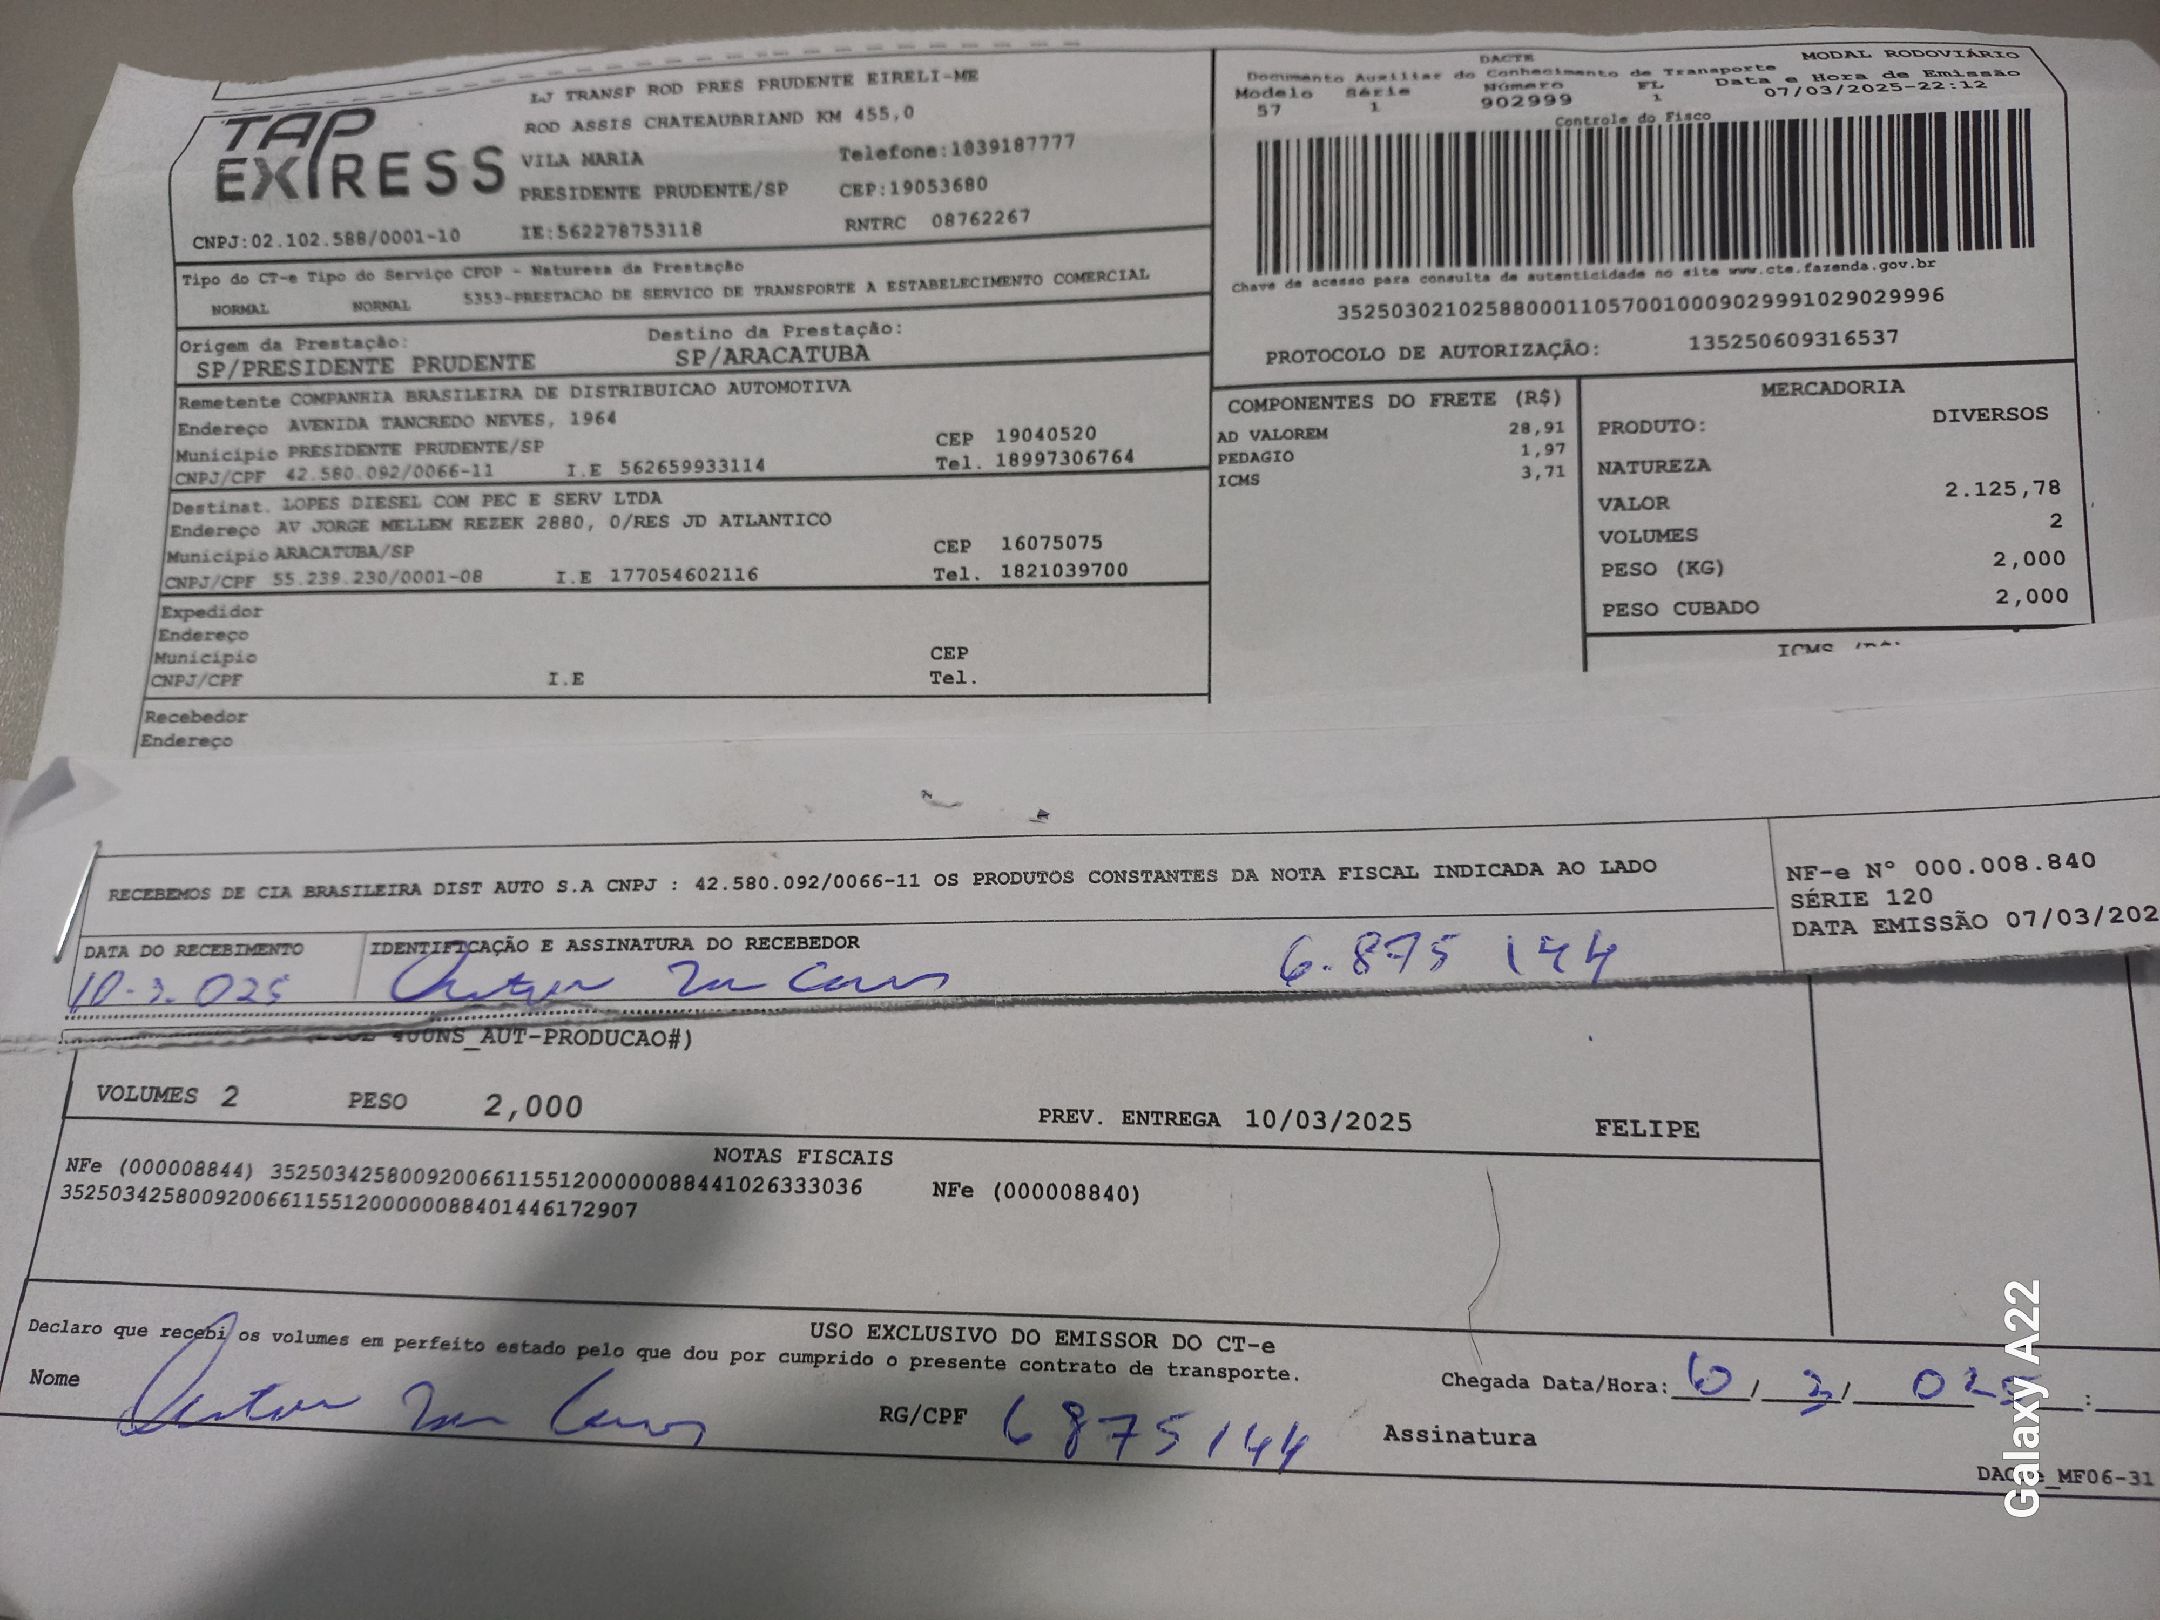 DACTE
MODAL RODOVIÁRIO
Documento Auxiliar do Conhecimento de Transporte
Modelo Série Número FL Data e Hora de Emissão
57 1 902999 1 07/03/2025-22:12
Controle do Fisco
TAP EXPRESS
LJ TRANSP ROD PRES PRUDENTE EIRELI-ME
ROD ASSIS CHATEAUBRIAND KM 455,0
VILA MARIA Telefone:1839187777
PRESIDENTE PRUDENTE/SP CEP:19053680
CNPJ:02.102.588/0001-10 IE:562278753118 RNTRC 08762267
Tipo do CT-e Tipo do Serviço CFOP - Natureza da Prestação
NORMAL NORMAL 5353-PRESTACAO DE SERVICO DE TRANSPORTE A ESTABELECIMENTO COMERCIAL
Chave de acesso para consulta de autenticidade no site www.cte.fazenda.gov.br
35250302102588000110570010009029991029029996
PROTOCOLO DE AUTORIZAÇÃO: 135250609316537
Origem da Prestação: Destino da Prestação:
SP/PRESIDENTE PRUDENTE SP/ARACATUBA
Remetente COMPANHIA BRASILEIRA DE DISTRIBUICAO AUTOMOTIVA
Endereço AVENIDA TANCREDO NEVES, 1964
Município PRESIDENTE PRUDENTE/SP CEP 19040520
CNPJ/CPF 42.580.092/0066-11 I.E 562659933114 Tel. 18997306764
Destinat. LOPES DIESEL COM PEC E SERV LTDA
Endereço AV JORGE MELLEM REZEK 2880, 0/RES JD ATLANTICO
Município ARACATUBA/SP CEP 16075075
CNPJ/CPF 55.239.230/0001-08 I.E 177054602116 Tel. 1821039700
Expedidor
Endereço
Município CEP
CNPJ/CPF I.E Tel.
Recebedor
Endereço
COMPONENTES DO FRETE (R$)
AD VALOREM 28,91
PEDAGIO 1,97
ICMS 3,71
MERCADORIA
PRODUTO: DIVERSOS
NATUREZA
VALOR 2.125,78
VOLUMES 2
PESO (KG) 2,000
PESO CUBADO 2,000
ICMS
RECEBEMOS DE CIA BRASILEIRA DIST AUTO S.A CNPJ : 42.580.092/0066-11 OS PRODUTOS CONSTANTES DA NOTA FISCAL INDICADA AO LADO
NF-e Nº 000.008.840
SÉRIE 120
DATA EMISSÃO 07/03/202
DATA DO RECEBIMENTO IDENTIFICAÇÃO E ASSINATURA DO RECEBEDOR
10-3.025 6.875 144
400NS_AUT-PRODUCAO#)
VOLUMES 2 PESO 2,000 PREV. ENTREGA 10/03/2025 FELIPE
NOTAS FISCAIS
NFe (000008844) 35250342580092006611551200000088441026333036 NFe (000008840)
35250342580092006611551200000088401446172907
USO EXCLUSIVO DO EMISSOR DO CT-e
Declaro que recebi os volumes em perfeito estado pelo que dou por cumprido o presente contrato de transporte.
Nome RG/CPF 6875144 Chegada Data/Hora: 10/3/025 :
Assinatura
MF06-31
Galaxy A22